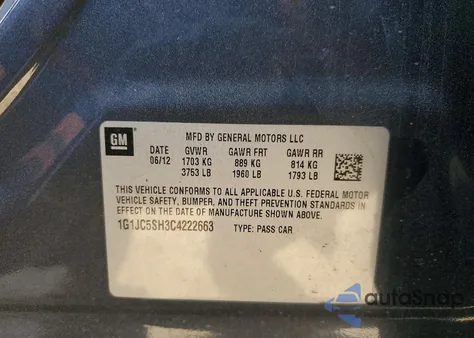 GM
MFD BY GENERAL MOTORS LLC
DATE GVWR GAWR FRT GAWR RR
06/12 1703 KG 889 KG 814 KG
3753 LB 1960 LB 1793 LB
THIS VEHICLE CONFORMS TO ALL APPLICABLE U.S. FEDERAL MOTOR
VEHICLE SAFETY, BUMPER, AND THEFT PREVENTION STANDARDS IN
EFFECT ON THE DATE OF MANUFACTURE SHOWN ABOVE.
1G1JC5SH3C4222663 TYPE: PASS CAR
autoSnap